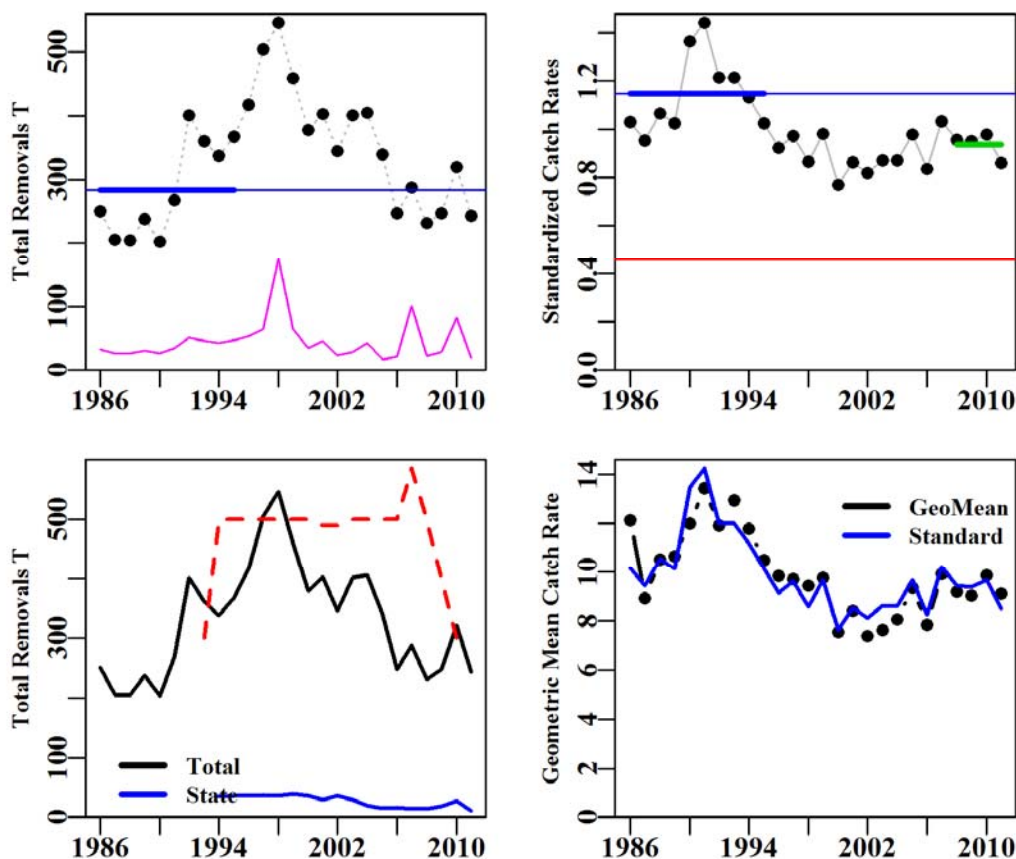 Total Removals T
500
300
100
0
1986 1994 2002 2010
Standardized Catch Rates
1.2
0.8
0.4
0.0
1986 1994 2002 2010
Total Removals T
500
300
100
0
Total
State
1986 1994 2002 2010
Geometric Mean Catch Rate
14
12
10
8
6
4
2
0
GeoMean
Standard
1986 1994 2002 2010